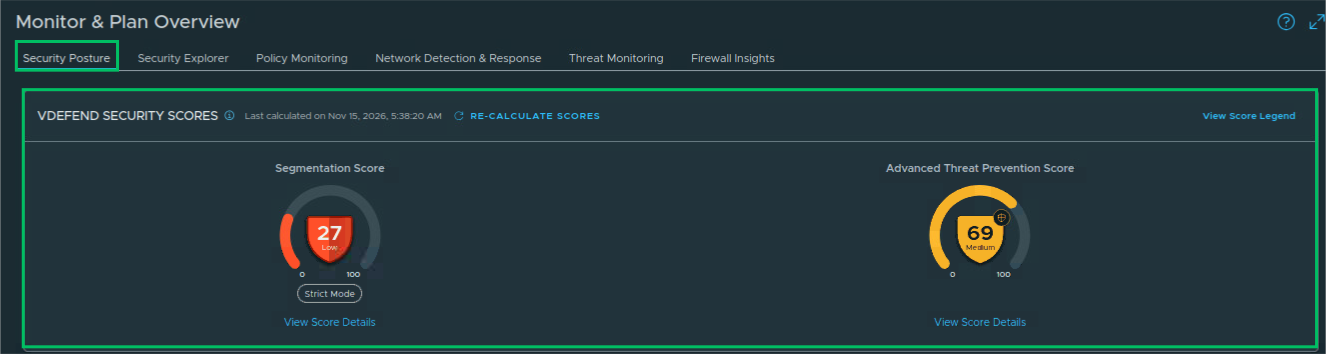 Monitor & Plan Overview
Security Posture Security Explorer Policy Monitoring Network Detection & Response Threat Monitoring Firewall Insights
VDEFEND SECURITY SCORES Last calculated on Nov 15, 2026, 5:38:20 AM RE-CALCULATE SCORES View Score Legend
Segmentation Score Advanced Threat Prevention Score
27 69
Low Medium
0 100 0 100
Strict Mode
View Score Details View Score Details